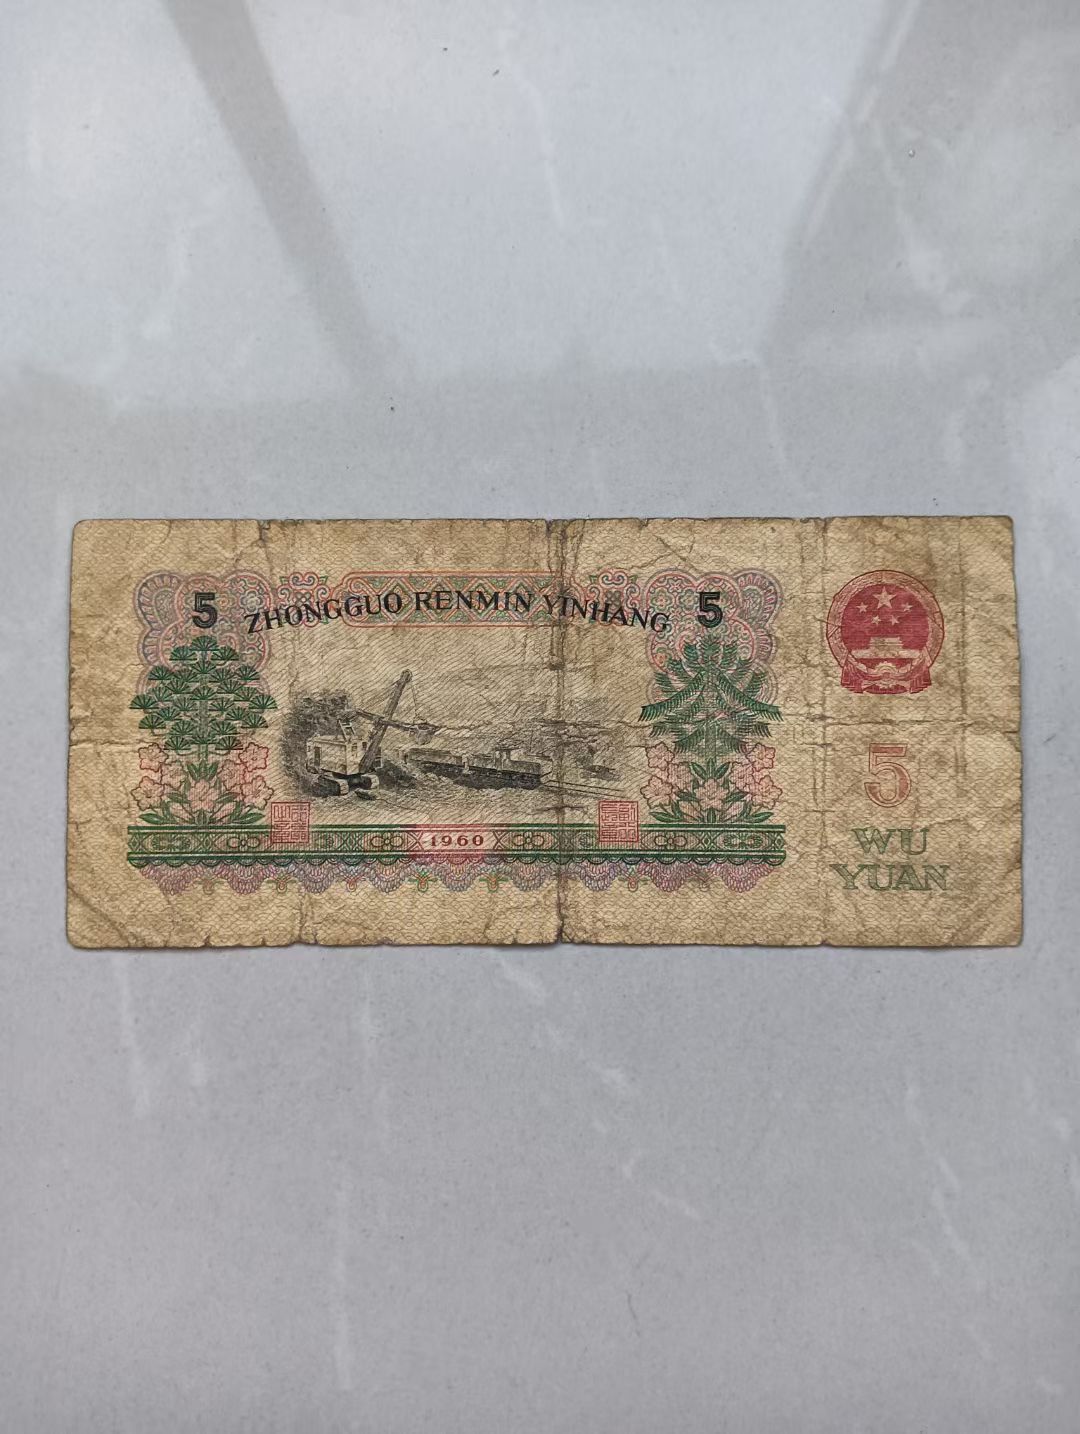 5 ZHONGGUO RENMIN YINHANG 5
1960
5
WU
YUAN